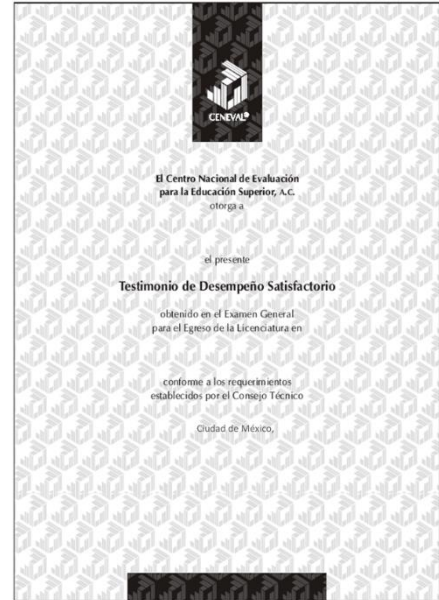 CENEVAL®
El Centro Nacional de Evaluación
para la Educación Superior, A.C.
otorga a
el presente
Testimonio de Desempeño Satisfactorio
obtenido en el Examen General
para el Egreso de la Licenciatura en
conforme a los requerimientos
establecidos por el Consejo Técnico
Ciudad de México,